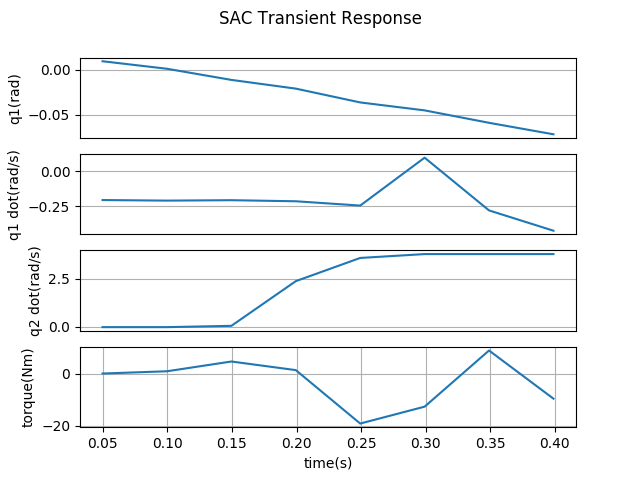 SAC Transient Response
q1(rad)
0.00
−0.05
q1 dot(rad/s)
0.00
−0.25
q2 dot(rad/s)
2.5
0.0
torque(Nm)
0
−20
0.05 0.10 0.15 0.20 0.25 0.30 0.35 0.40
time(s)